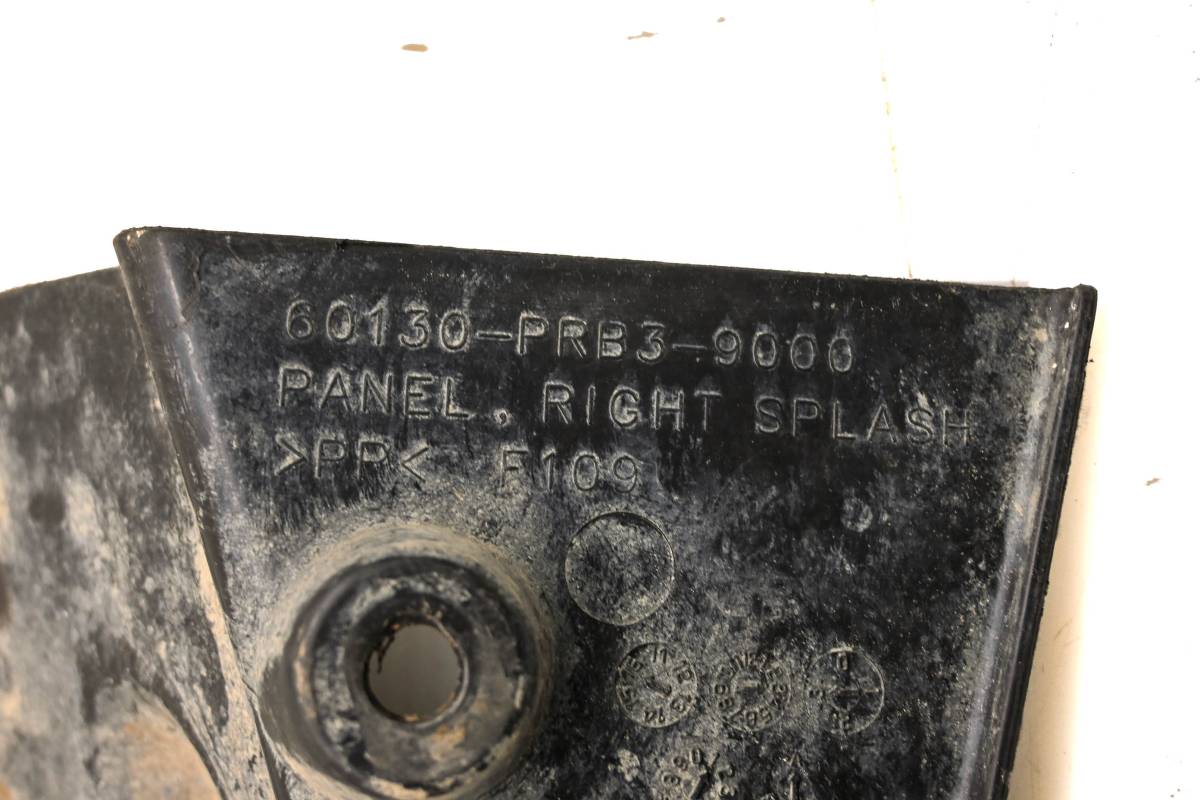 60130-PRB3-9000
PANEL, RIGHT SPLASH
>PP< F109